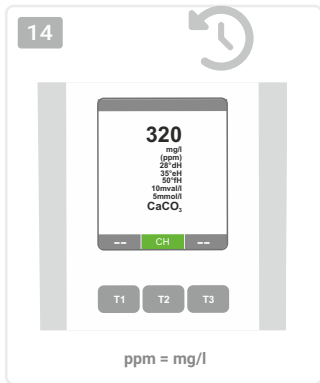 14
320
mg/l
(ppm)
28°dH
35°eH
50°fH
10mval/l
5mmol/l
CaCO₃
-- CH --
T1 T2 T3
ppm = mg/l